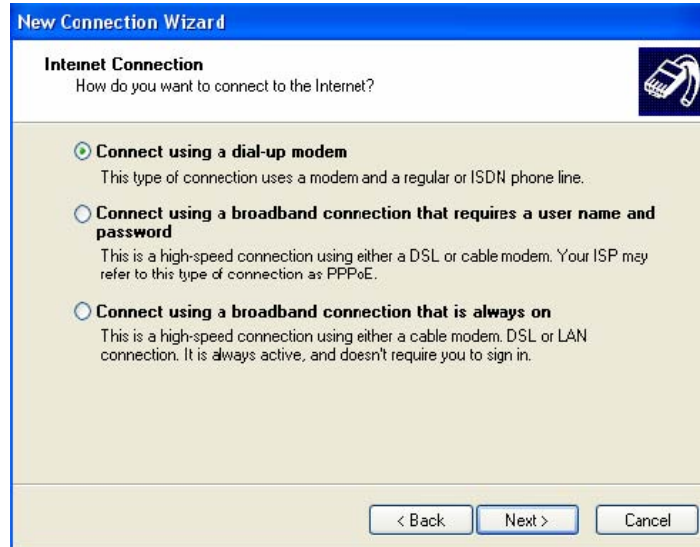 New Connection Wizard
Internet Connection
How do you want to connect to the Internet?
Connect using a dial-up modem
This type of connection uses a modem and a regular or ISDN phone line.
Connect using a broadband connection that requires a user name and
password
This is a high-speed connection using either a DSL or cable modem. Your ISP may
refer to this type of connection as PPPoE.
Connect using a broadband connection that is always on
This is a high-speed connection using either a cable modem. DSL or LAN
connection. It is always active, and doesn't require you to sign in.
< Back
Next >
Cancel